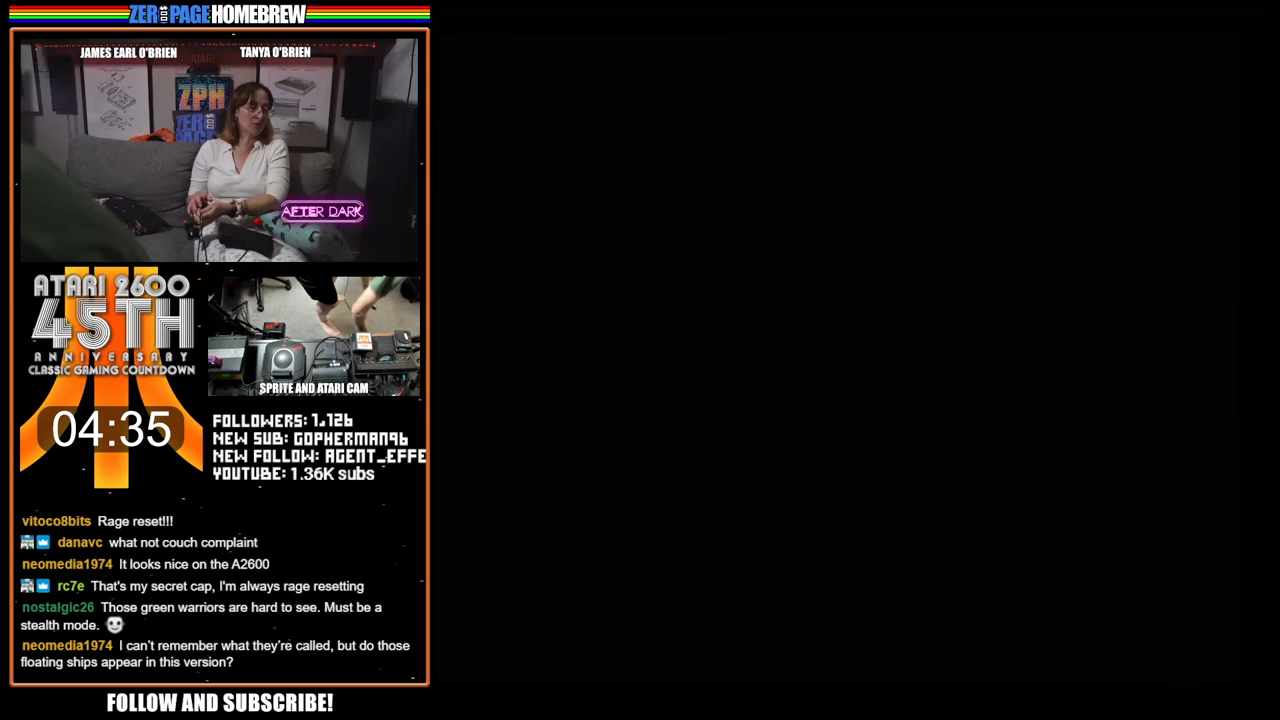 ZERO PAGE HOMEBREW
JAMES EARL O'BRIEN
TANYA O'BRIEN
ATARI
ZPH
ZERO
PAGE
AFTER DARK
ATARI 2600
45TH
ANNIVERSARY
CLASSIC GAMING COUNTDOWN
04:35
SPRITE AND ATARI CAM
FOLLOWERS: 1,126
NEW SUB: GOPHERMAN96
NEW FOLLOW: AGENT_EFFE
YOUTUBE: 1.36K subs
vitoco8bits Rage reset!!!
danavc what not couch complaint
neomedia1974 It looks nice on the A2600
rc7e That's my secret cap, I'm always rage resetting
nostalgic26 Those green warriors are hard to see. Must be a
stealth mode.
neomedia1974 I can't remember what they're called, but do those
floating ships appear in this version?
FOLLOW AND SUBSCRIBE!